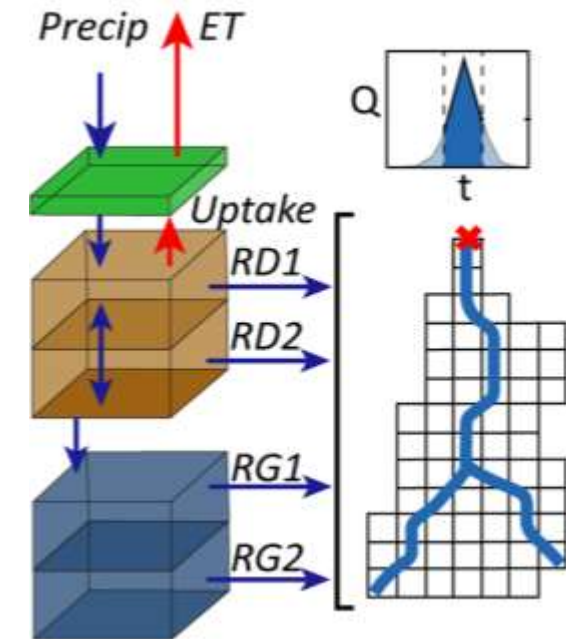 Precip ET
Q
t
Uptake
RD1
RD2
RG1
RG2